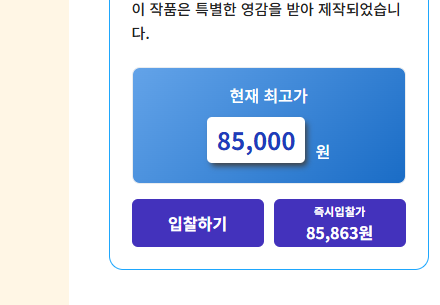 이 작품은 특별한 영감을 받아 제작되었습니
다.
현재 최고가
85,000 원
입찰하기
즉시입찰가
85,863원